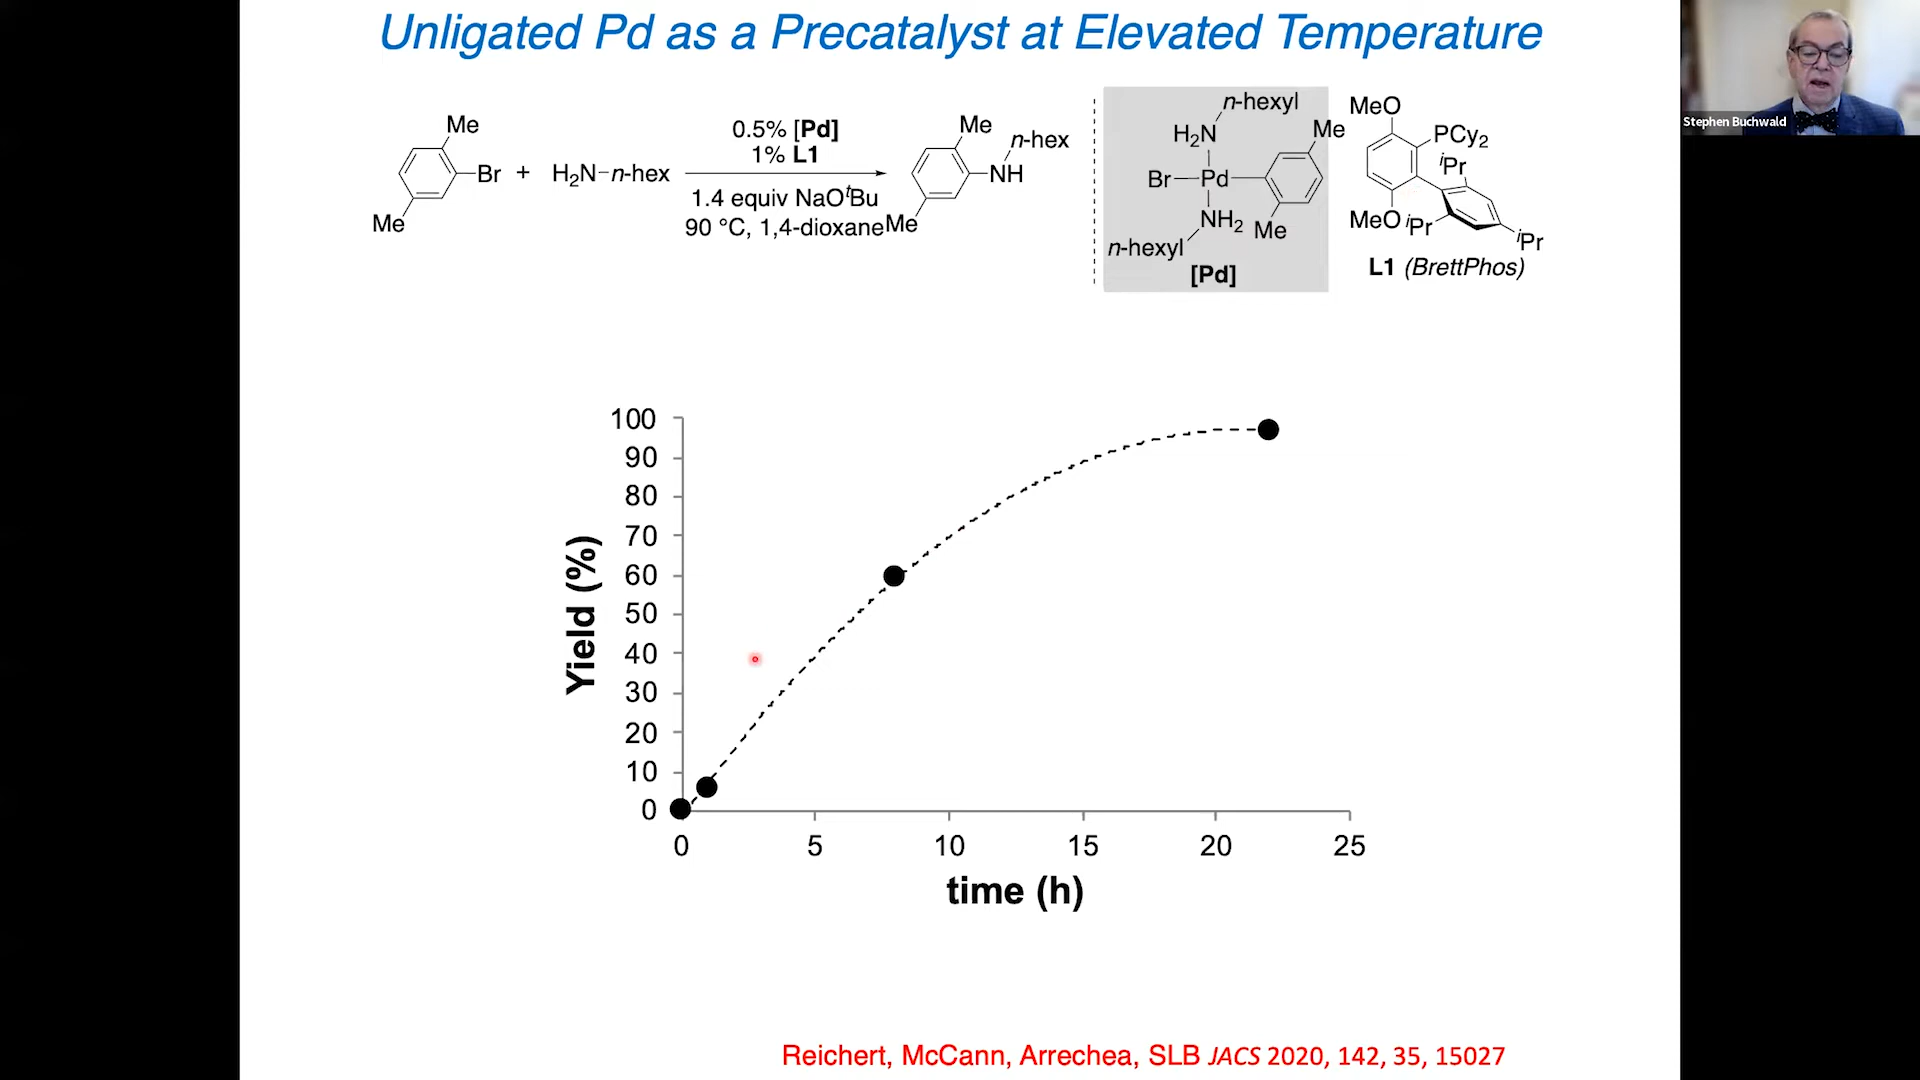 Unligated Pd as a Precatalyst at Elevated Temperature
Stephen Buchwald
Me
Br
Me
+
H₂N-n-hex
0.5% [Pd]
1% L1
1.4 equiv NaOᵗBu
90 °C, 1,4-dioxane
Me
n-hex
NH
Me
n-hexyl
H₂N
Me
Br
Pd
NH₂
Me
n-hexyl
[Pd]
MeO
PCy₂
ⁱPr
MeO
ⁱPr
ⁱPr
L1 (BrettPhos)
100
90
80
70
60
50
40
30
20
10
0
Yield (%)
0 5 10 15 20 25
time (h)
Reichert, McCann, Arrechea, SLB JACS 2020, 142, 35, 15027